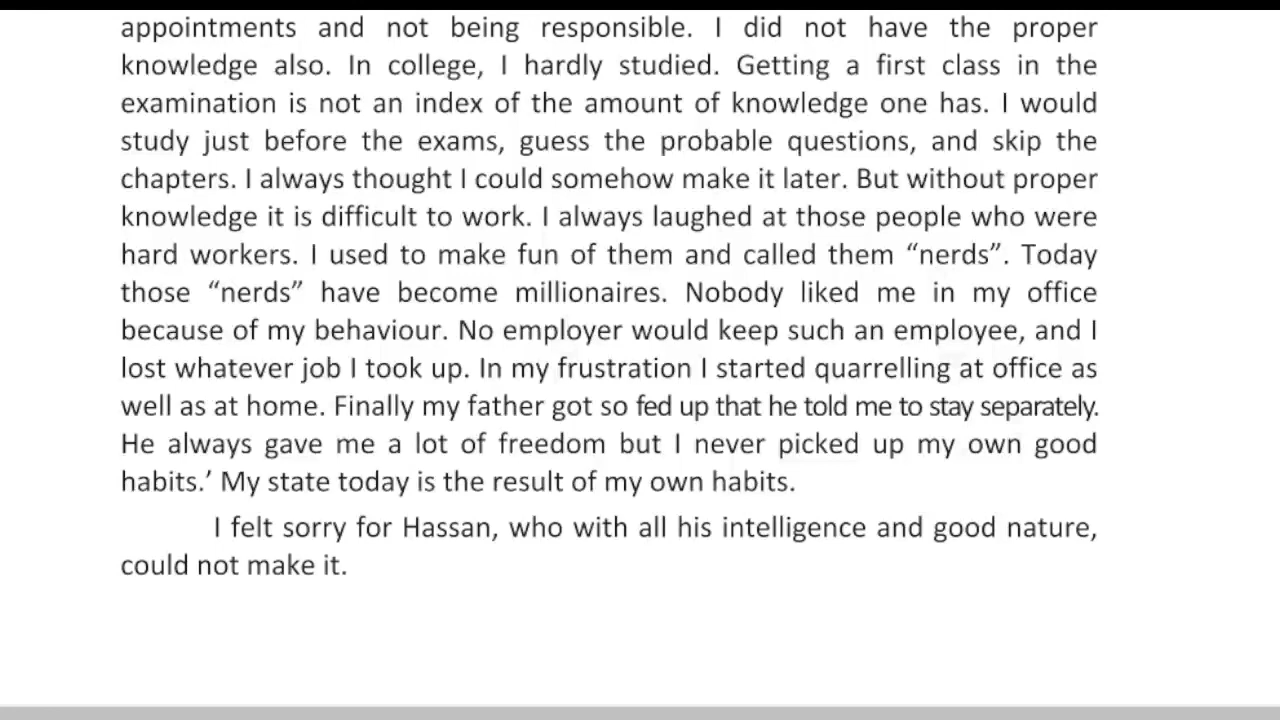 appointments and not being responsible. I did not have the proper
knowledge also. In college, I hardly studied. Getting a first class in the
examination is not an index of the amount of knowledge one has. I would
study just before the exams, guess the probable questions, and skip the
chapters. I always thought I could somehow make it later. But without proper
knowledge it is difficult to work. I always laughed at those people who were
hard workers. I used to make fun of them and called them “nerds”. Today
those “nerds” have become millionaires. Nobody liked me in my office
because of my behaviour. No employer would keep such an employee, and I
lost whatever job I took up. In my frustration I started quarrelling at office as
well as at home. Finally my father got so fed up that he told me to stay separately.
He always gave me a lot of freedom but I never picked up my own good
habits.’ My state today is the result of my own habits.
I felt sorry for Hassan, who with all his intelligence and good nature,
could not make it.